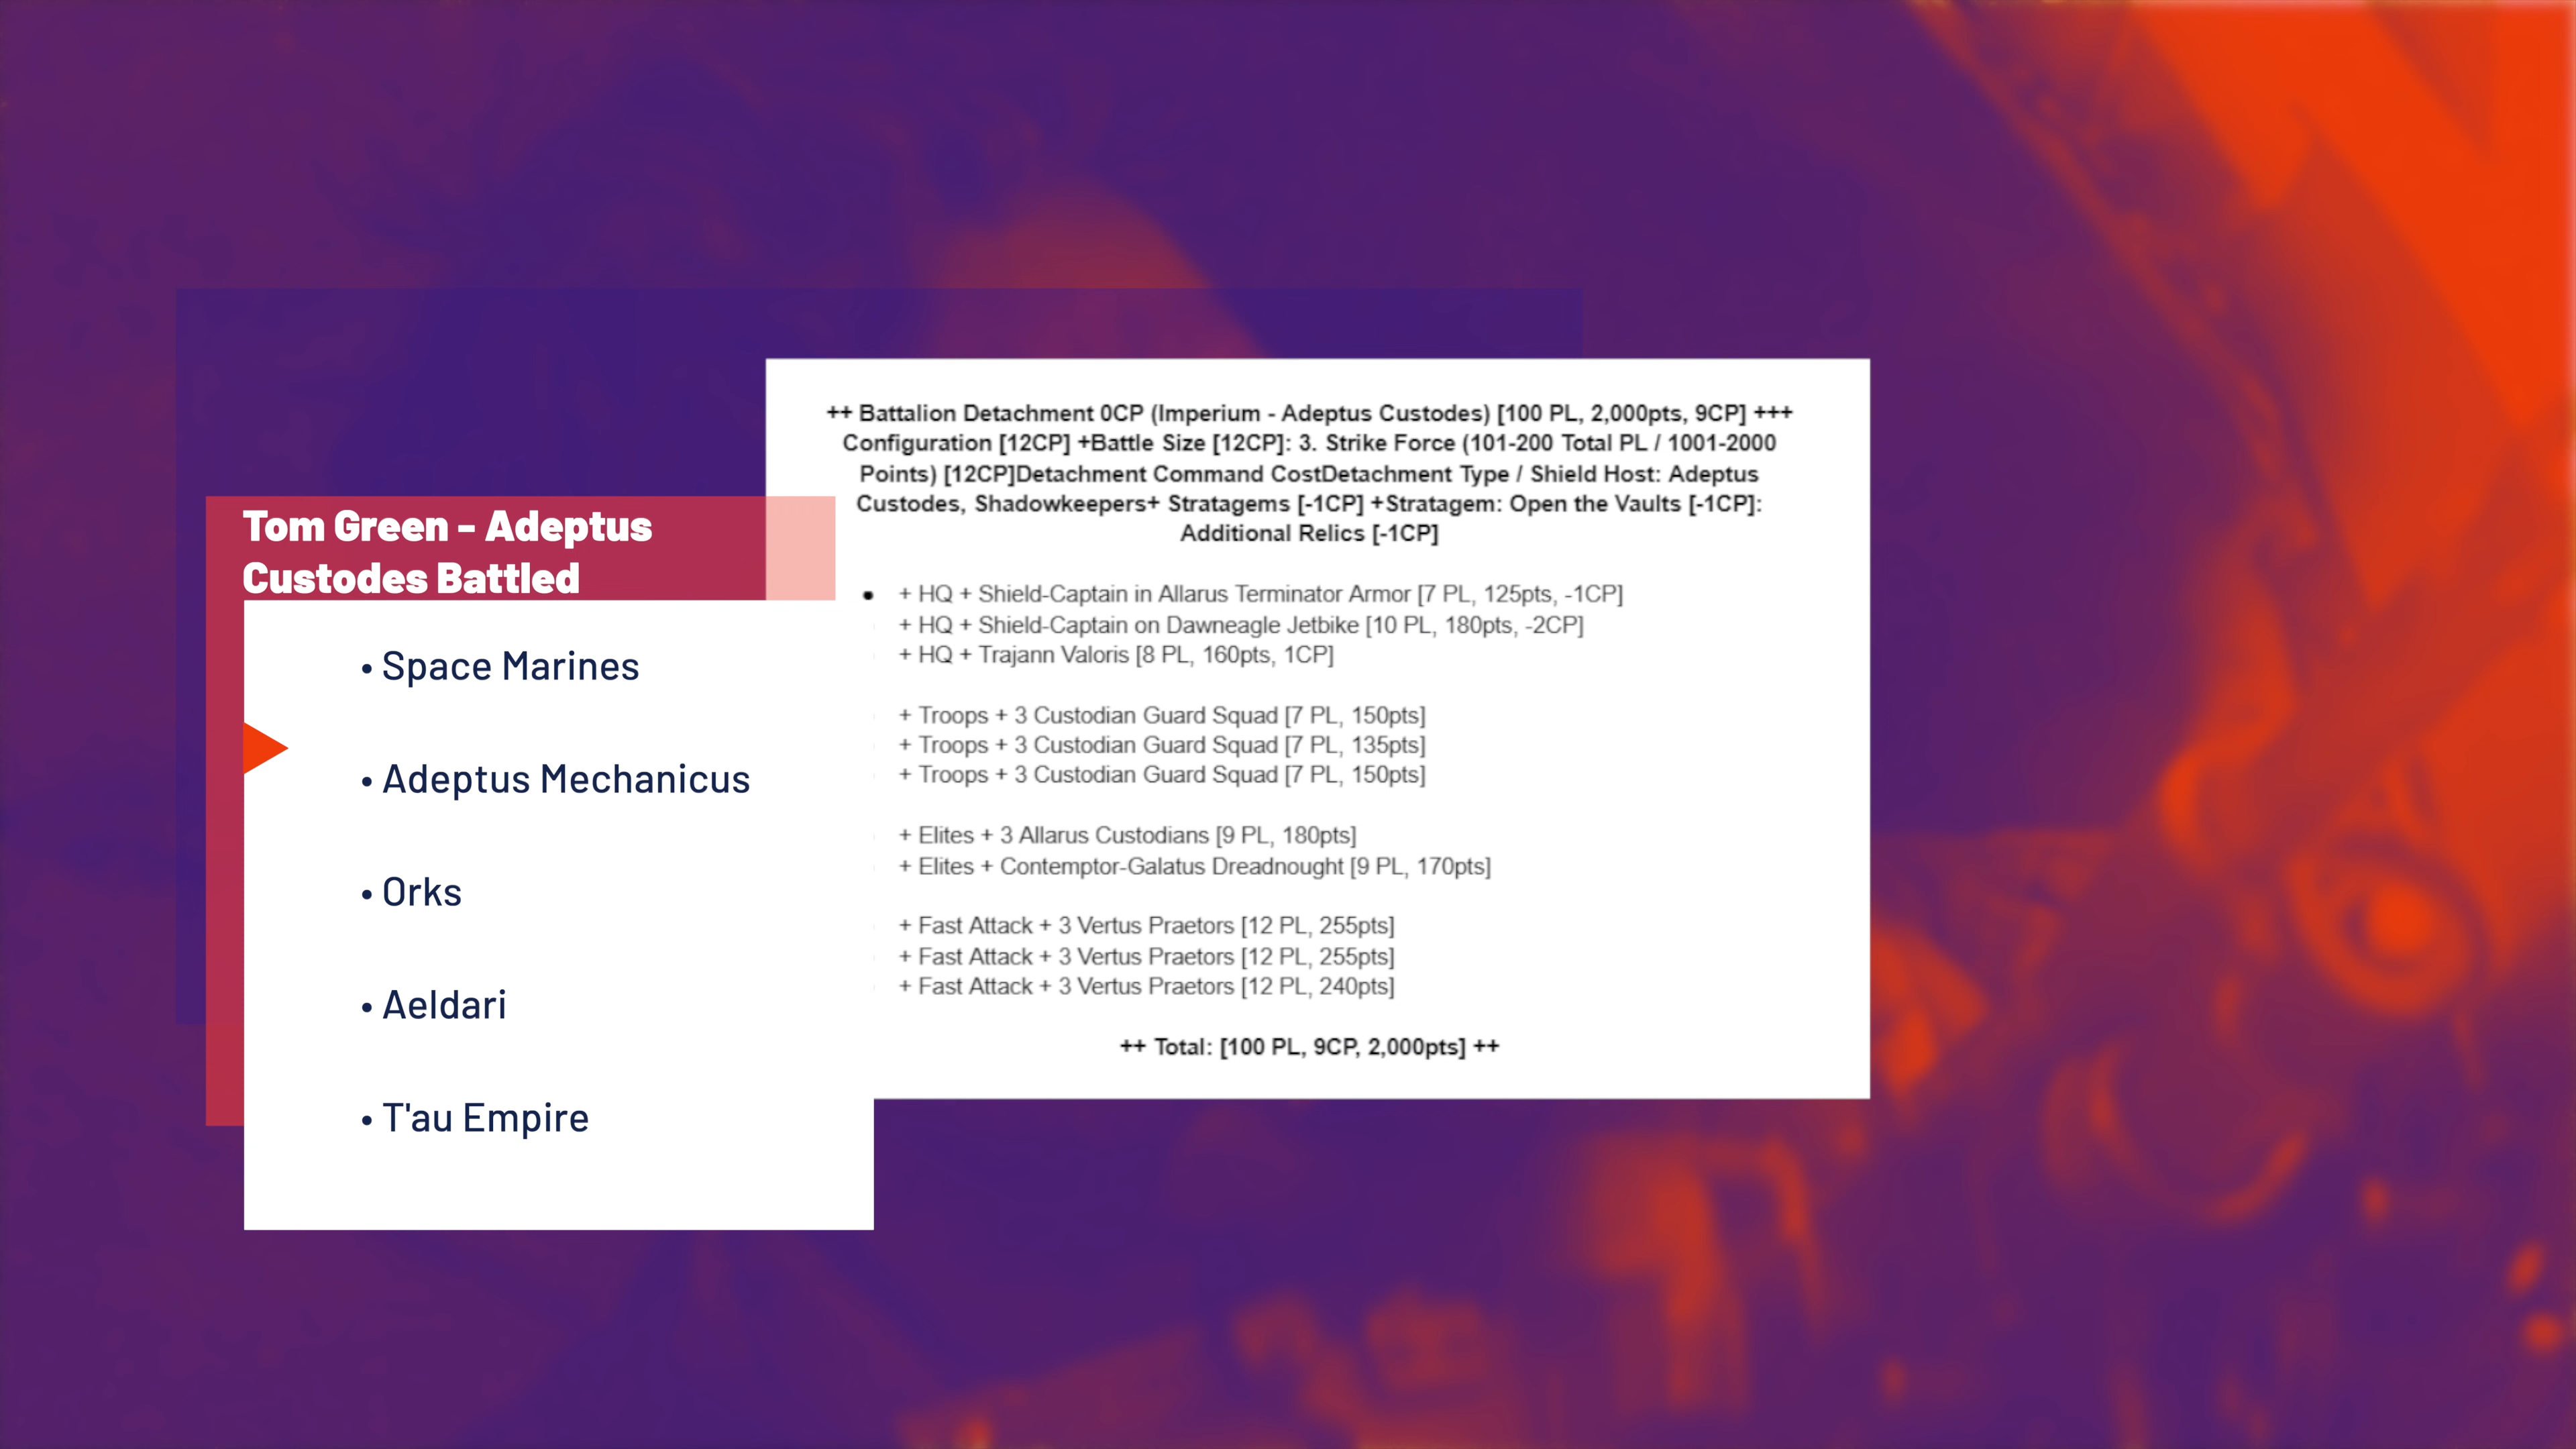 Tom Green - Adeptus
Custodes Battled
• Space Marines
• Adeptus Mechanicus
• Orks
• Aeldari
• T'au Empire
++ Battalion Detachment 0CP (Imperium - Adeptus Custodes) [100 PL, 2,000pts, 9CP] +++
Configuration [12CP] +Battle Size [12CP]: 3. Strike Force (101-200 Total PL / 1001-2000
Points) [12CP]Detachment Command CostDetachment Type / Shield Host: Adeptus
Custodes, Shadowkeepers+ Stratagems [-1CP] +Stratagem: Open the Vaults [-1CP]:
Additional Relics [-1CP]
• + HQ + Shield-Captain in Allarus Terminator Armor [7 PL, 125pts, -1CP]
+ HQ + Shield-Captain on Dawneagle Jetbike [10 PL, 180pts, -2CP]
+ HQ + Trajann Valoris [8 PL, 160pts, 1CP]
+ Troops + 3 Custodian Guard Squad [7 PL, 150pts]
+ Troops + 3 Custodian Guard Squad [7 PL, 135pts]
+ Troops + 3 Custodian Guard Squad [7 PL, 150pts]
+ Elites + 3 Allarus Custodians [9 PL, 180pts]
+ Elites + Contemptor-Galatus Dreadnought [9 PL, 170pts]
+ Fast Attack + 3 Vertus Praetors [12 PL, 255pts]
+ Fast Attack + 3 Vertus Praetors [12 PL, 255pts]
+ Fast Attack + 3 Vertus Praetors [12 PL, 240pts]
++ Total: [100 PL, 9CP, 2,000pts] ++